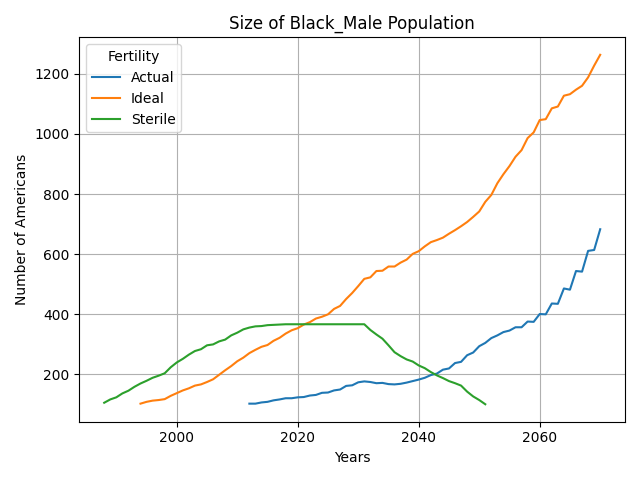 Size of Black_Male Population
Fertility
Actual
Ideal
Sterile
Number of Americans
1200
1000
800
600
400
200
2000
2020
2040
2060
Years